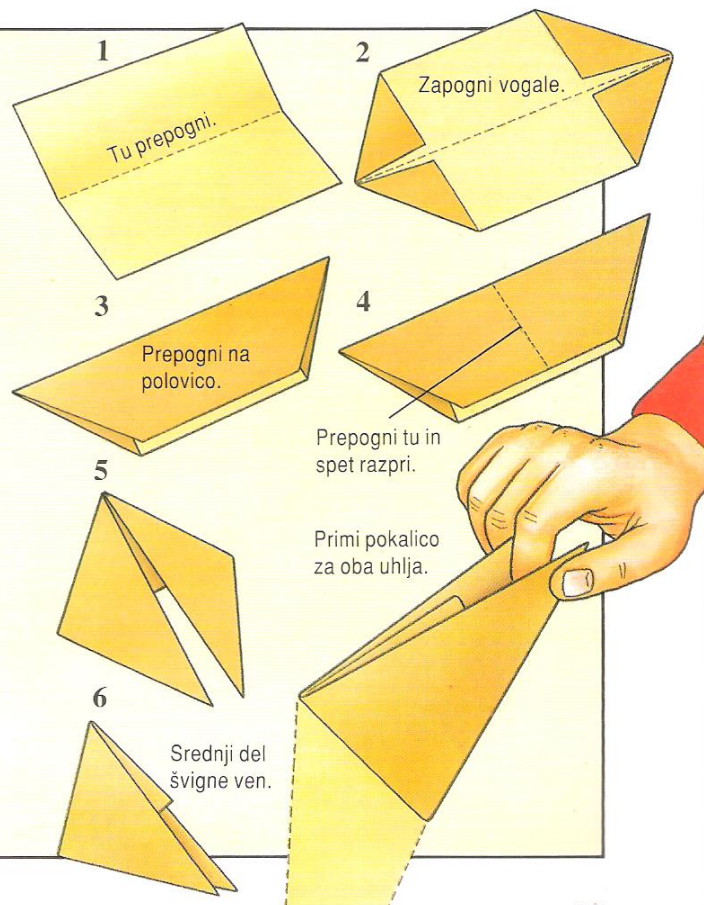 1
Tu prepogni.
2
Zapogni vogale.
3
Prepogni na
polovico.
4
Prepogni tu in
spet razpri.
5
Primi pokalico
za oba uhlja.
6
Srednji del
švigne ven.